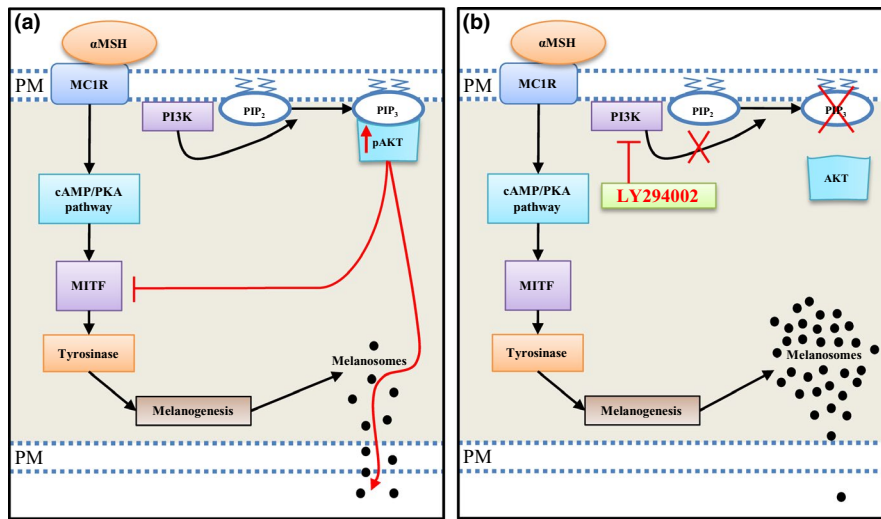 (a)
αMSH
PM
MC1R
PI3K
PIP2
PIP3
pAKT
cAMP/PKA
pathway
MITF
Tyrosinase
Melanosomes
Melanogenesis
PM
(b)
αMSH
PM
MC1R
PI3K
PIP2
PIP3
AKT
cAMP/PKA
pathway
LY294002
MITF
Tyrosinase
Melanosomes
Melanogenesis
PM